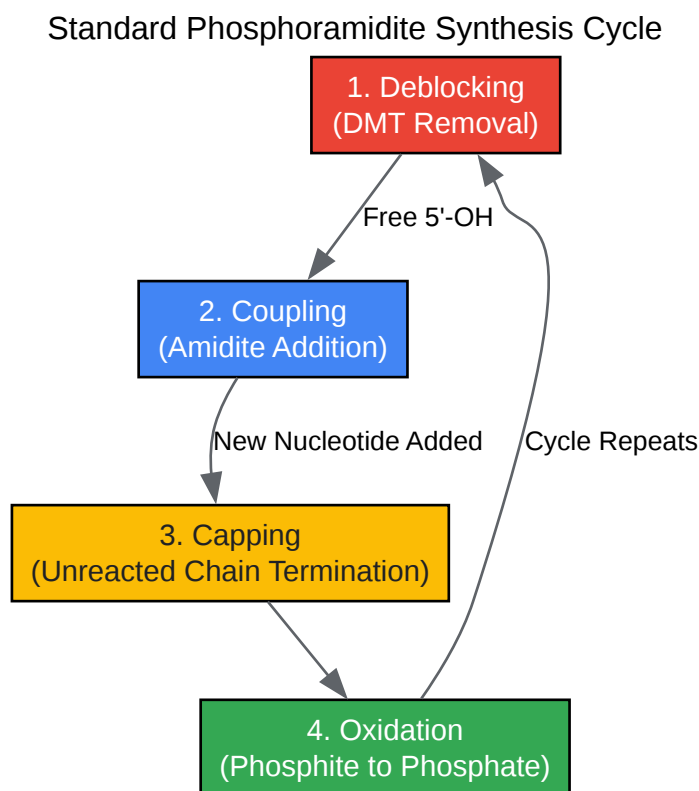 Standard Phosphoramidite Synthesis Cycle
1. Deblocking
(DMT Removal)
Free 5'-OH
2. Coupling
(Amidite Addition)
New Nucleotide Added
Cycle Repeats
3. Capping
(Unreacted Chain Termination)
4. Oxidation
(Phosphite to Phosphate)